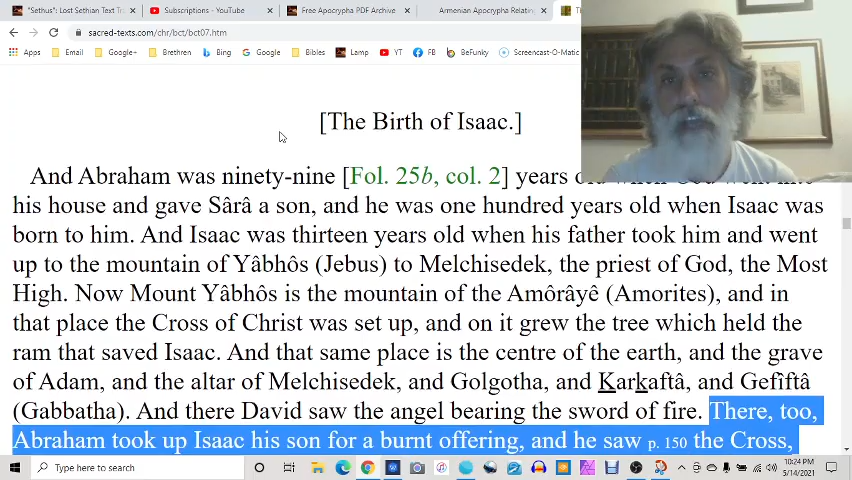 "Sethus": Lost Sethian Text Tra
Subscriptions - YouTube
Free Apocrypha PDF Archive
Armenian Apocrypha Relating
sacred-texts.com/chr/bct/bct07.htm
Apps Email Google+ Brethren Bing Google Bibles Lamp YT FB BeFunky Screencast-O-Matic
[The Birth of Isaac.]
And Abraham was ninety-nine [Fol. 25b, col. 2] years old when God went into
his house and gave Sârâ a son, and he was one hundred years old when Isaac was
born to him. And Isaac was thirteen years old when his father took him and went
up to the mountain of Yâbhôs (Jebus) to Melchisedek, the priest of God, the Most
High. Now Mount Yâbhôs is the mountain of the Amôrâyê (Amorites), and in
that place the Cross of Christ was set up, and on it grew the tree which held the
ram that saved Isaac. And that same place is the centre of the earth, and the grave
of Adam, and the altar of Melchisedek, and Golgotha, and Karkaftâ, and Gefîftâ
(Gabbatha). And there David saw the angel bearing the sword of fire. There, too,
Abraham took up Isaac his son for a burnt offering, and he saw p. 150 the Cross,
Type here to search
10:24 PM
5/14/2021